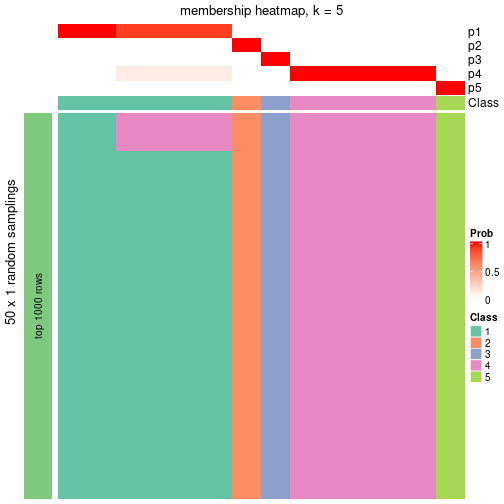 membership heatmap, k = 5
p1
p2
p3
p4
p5
Class
50 x 1 random samplings
top 1000 rows
Prob
1
0.5
0
Class
1
2
3
4
5